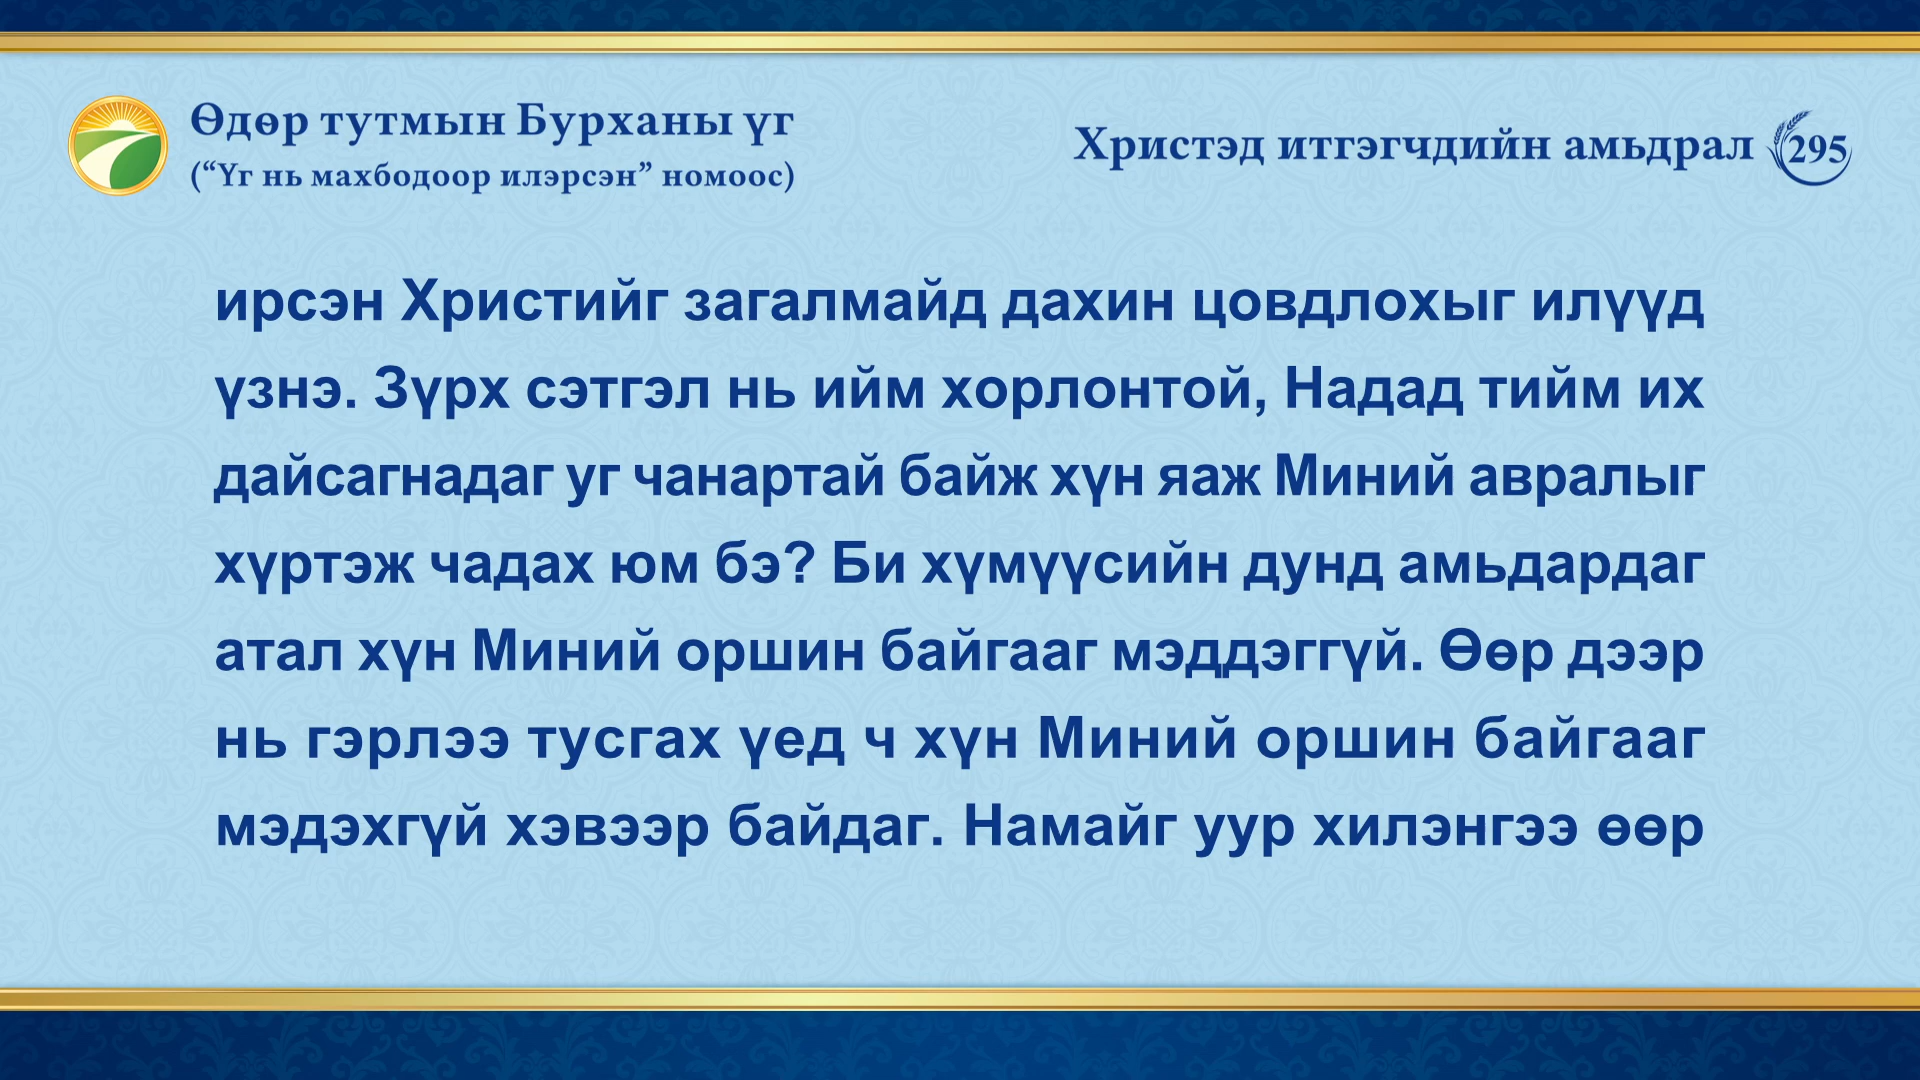 Өдөр тутмын Бурханы үг
(“Үг нь махбодоор илэрсэн” номоос)
Христэд итгэгчдийн амьдрал 295
ирсэн Христийг загалмайд дахин цовдлохыг илүүд
үзнэ. Зүрх сэтгэл нь ийм хорлонтой, Надад тийм их
дайсагнадаг уг чанартай байж хүн яаж Миний авралыг
хүртэж чадах юм бэ? Би хүмүүсийн дунд амьдардаг
атал хүн Миний оршин байгааг мэддэггүй. Өөр дээр
нь гэрлээ тусгах үед ч хүн Миний оршин байгааг
мэдэхгүй хэвээр байдаг. Намайг уур хилэнгээ өөр